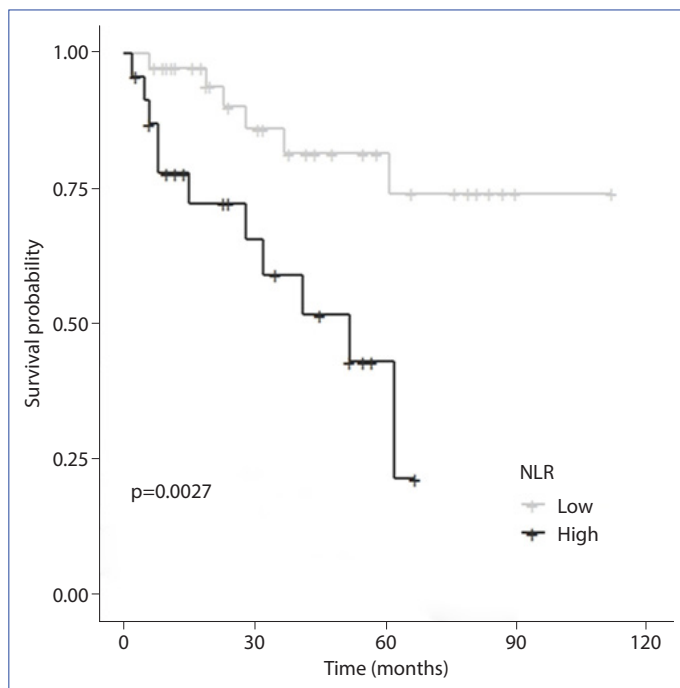 1.00
0.75
0.50
0.25
0.00
Survival probability
p=0.0027
NLR
Low
High
0 30 60 90 120
Time (months)